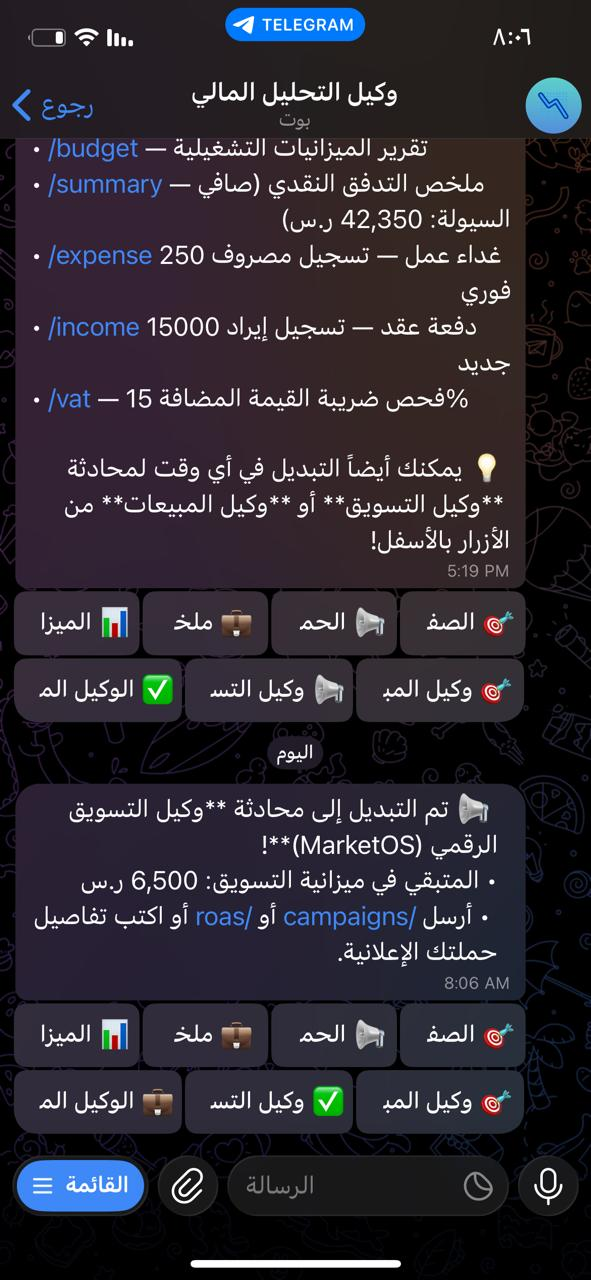 TELEGRAM
٨:٠٦
وكيل التحليل المالي
بوت
رجوع
• /budget — تقرير الميزانيات التشغيلية
• /summary — ملخص التدفق النقدي (صافي
السيولة: 42,350 ر.س)
• /expense 250 غداء عمل — تسجيل مصروف
فوري
• /income 15000 دفعة عقد — تسجيل إيراد
جديد
• /vat — 15 فحص ضريبة القيمة المضافة%
💡 يمكنك أيضاً التبديل في أي وقت لمحادثة
**وكيل التسويق** أو **وكيل المبيعات** من
الأزرار بالأسفل!
5:19 PM
🎯 الصف
📢 الحم
💼 ملخ
📊 الميزا
🎯 وكيل المب
📢 وكيل التس
✅ الوكيل الم
اليوم
📢 تم التبديل إلى محادثة **وكيل التسويق
الرقمي (MarketOS)**!
• المتبقي في ميزانية التسويق: 6,500 ر.س
• أرسل /campaigns أو /roas أو اكتب تفاصيل
حملتك الإعلانية.
8:06 AM
🎯 الصف
📢 الحم
💼 ملخ
📊 الميزا
🎯 وكيل المب
✅ وكيل التس
💼 الوكيل الم
الرسالة
القائمة